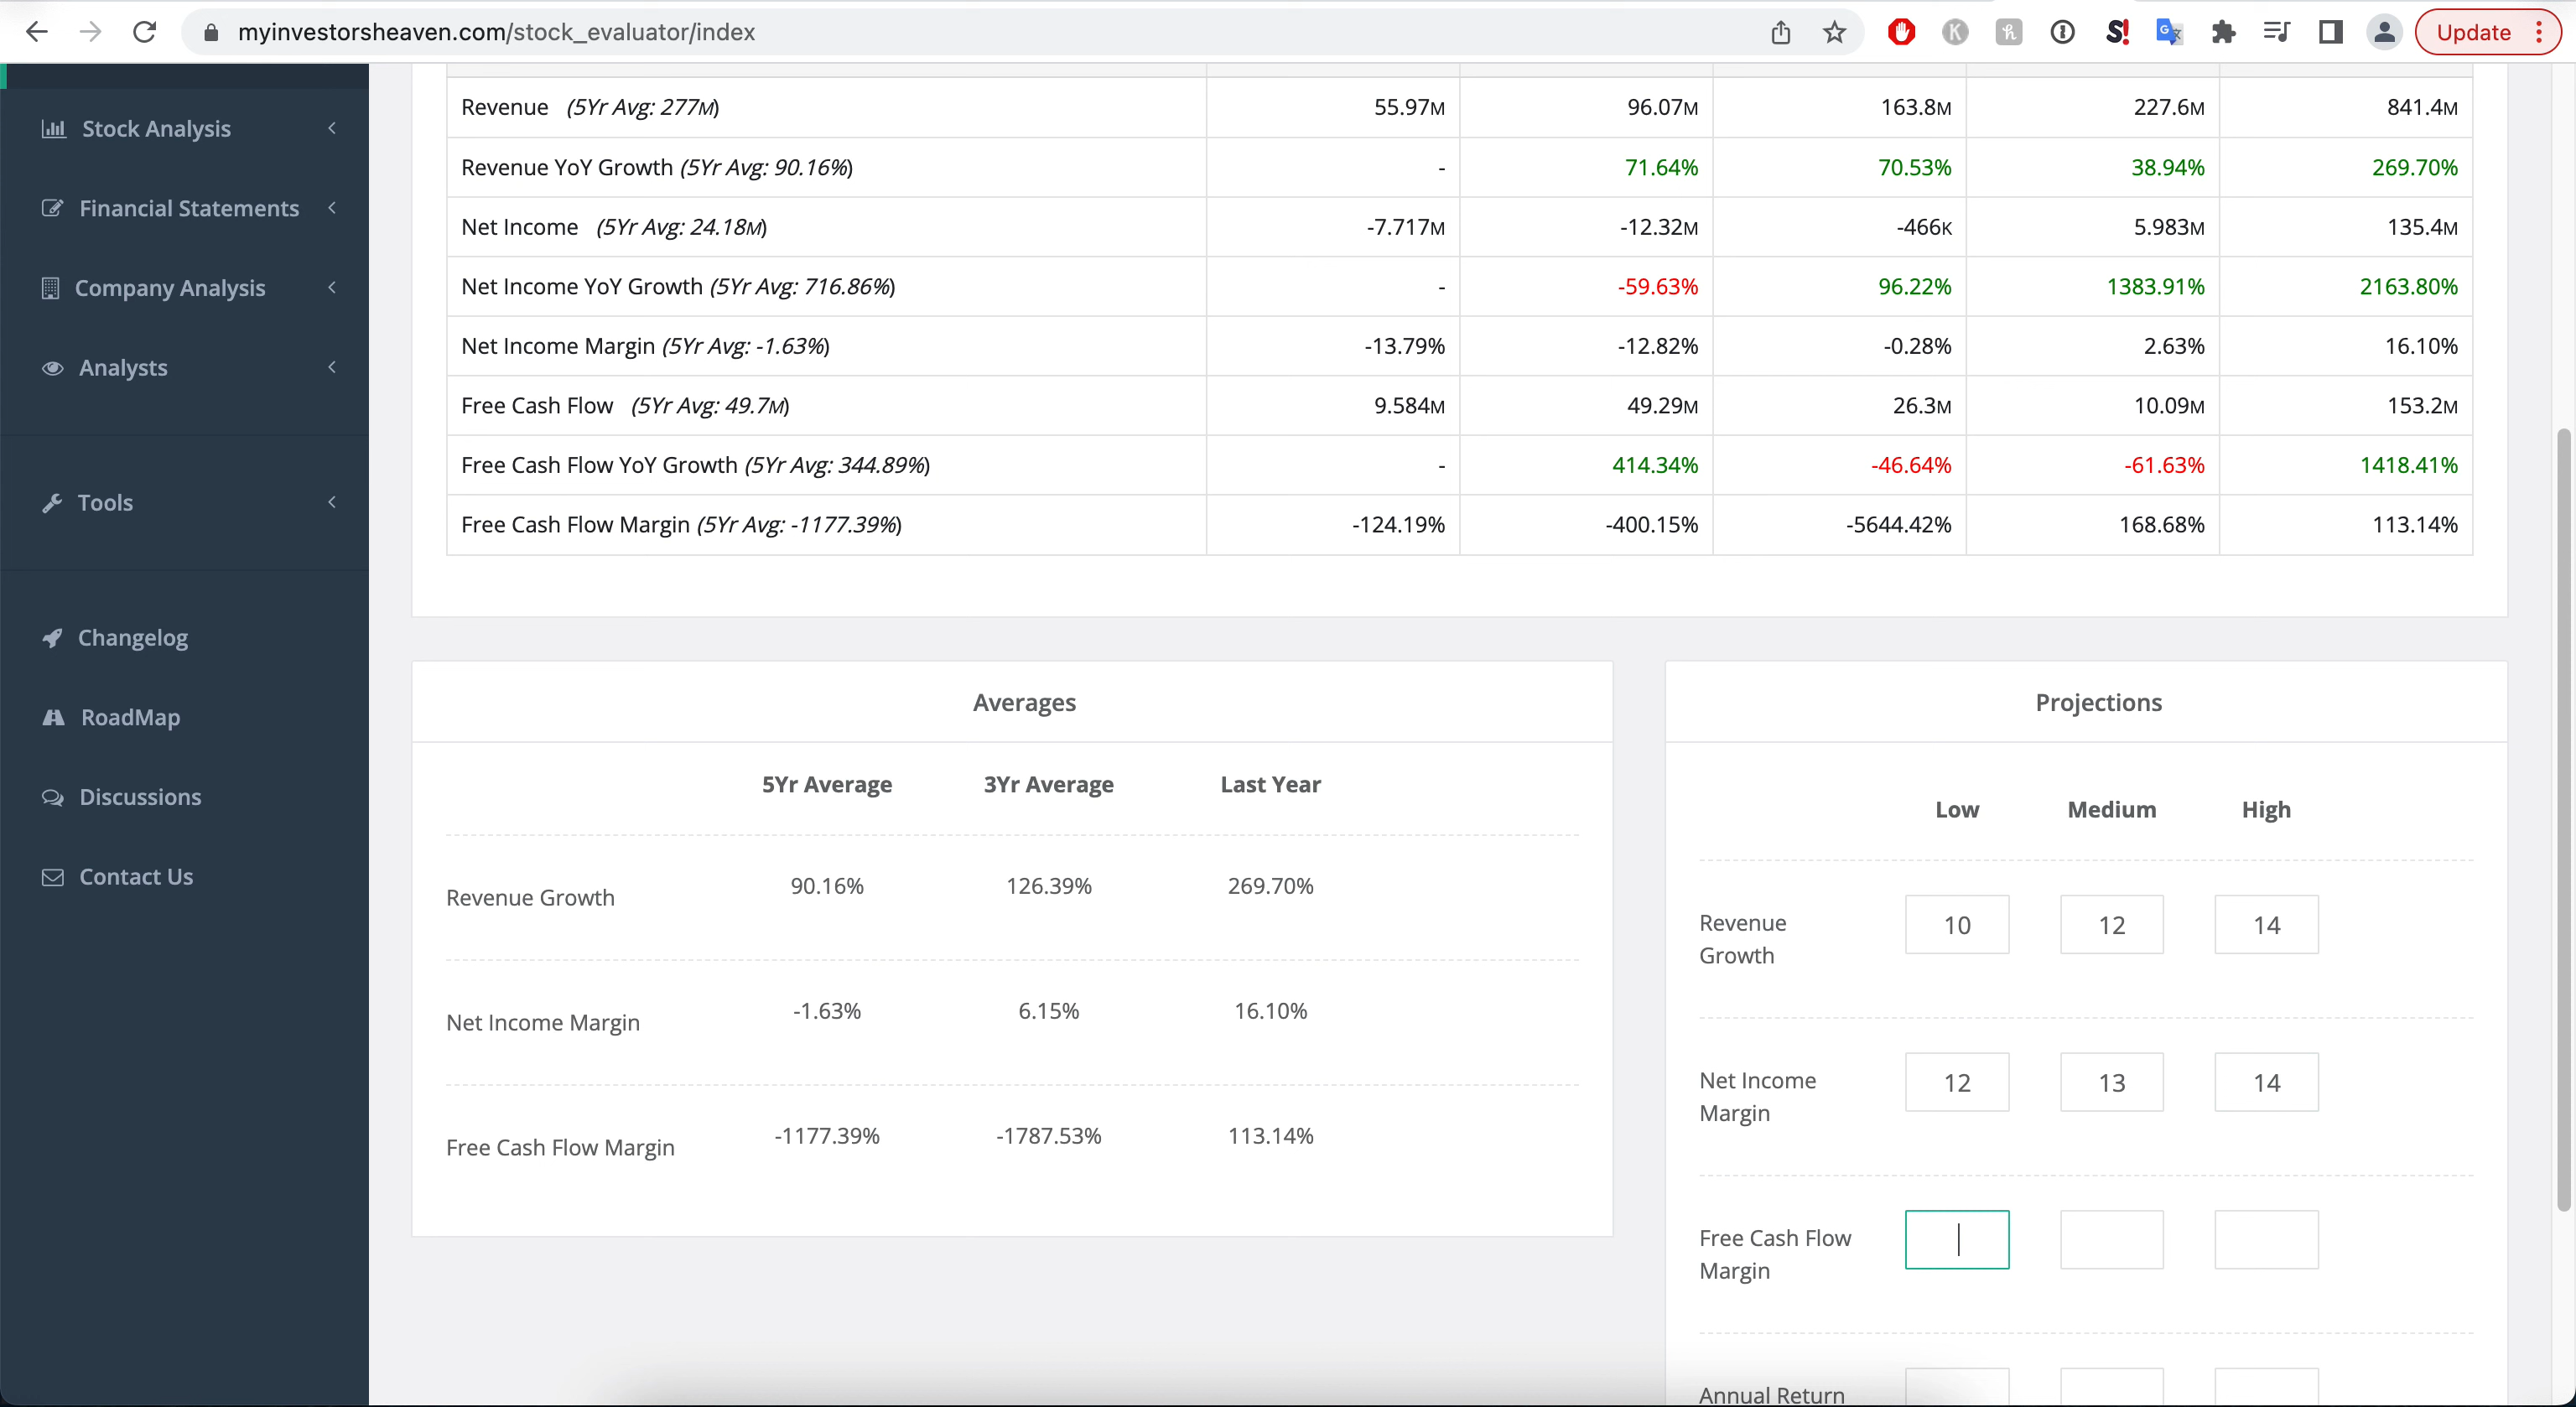 myinvestorsheaven.com/stock_evaluator/index
Update
Stock Analysis
Financial Statements
Company Analysis
Analysts
Tools
Changelog
RoadMap
Discussions
Contact Us
Revenue (5Yr Avg: 277M) 55.97M 96.07M 163.8M 227.6M 841.4M
Revenue YoY Growth (5Yr Avg: 90.16%) - 71.64% 70.53% 38.94% 269.70%
Net Income (5Yr Avg: 24.18M) -7.717M -12.32M -466K 5.983M 135.4M
Net Income YoY Growth (5Yr Avg: 716.86%) - -59.63% 96.22% 1383.91% 2163.80%
Net Income Margin (5Yr Avg: -1.63%) -13.79% -12.82% -0.28% 2.63% 16.10%
Free Cash Flow (5Yr Avg: 49.7M) 9.584M 49.29M 26.3M 10.09M 153.2M
Free Cash Flow YoY Growth (5Yr Avg: 344.89%) - 414.34% -46.64% -61.63% 1418.41%
Free Cash Flow Margin (5Yr Avg: -1177.39%) -124.19% -400.15% -5644.42% 168.68% 113.14%
Averages
5Yr Average 3Yr Average Last Year
Revenue Growth 90.16% 126.39% 269.70%
Net Income Margin -1.63% 6.15% 16.10%
Free Cash Flow Margin -1177.39% -1787.53% 113.14%
Projections
Low Medium High
Revenue
Growth 10 12 14
Net Income
Margin 12 13 14
Free Cash Flow
Margin
Annual Return